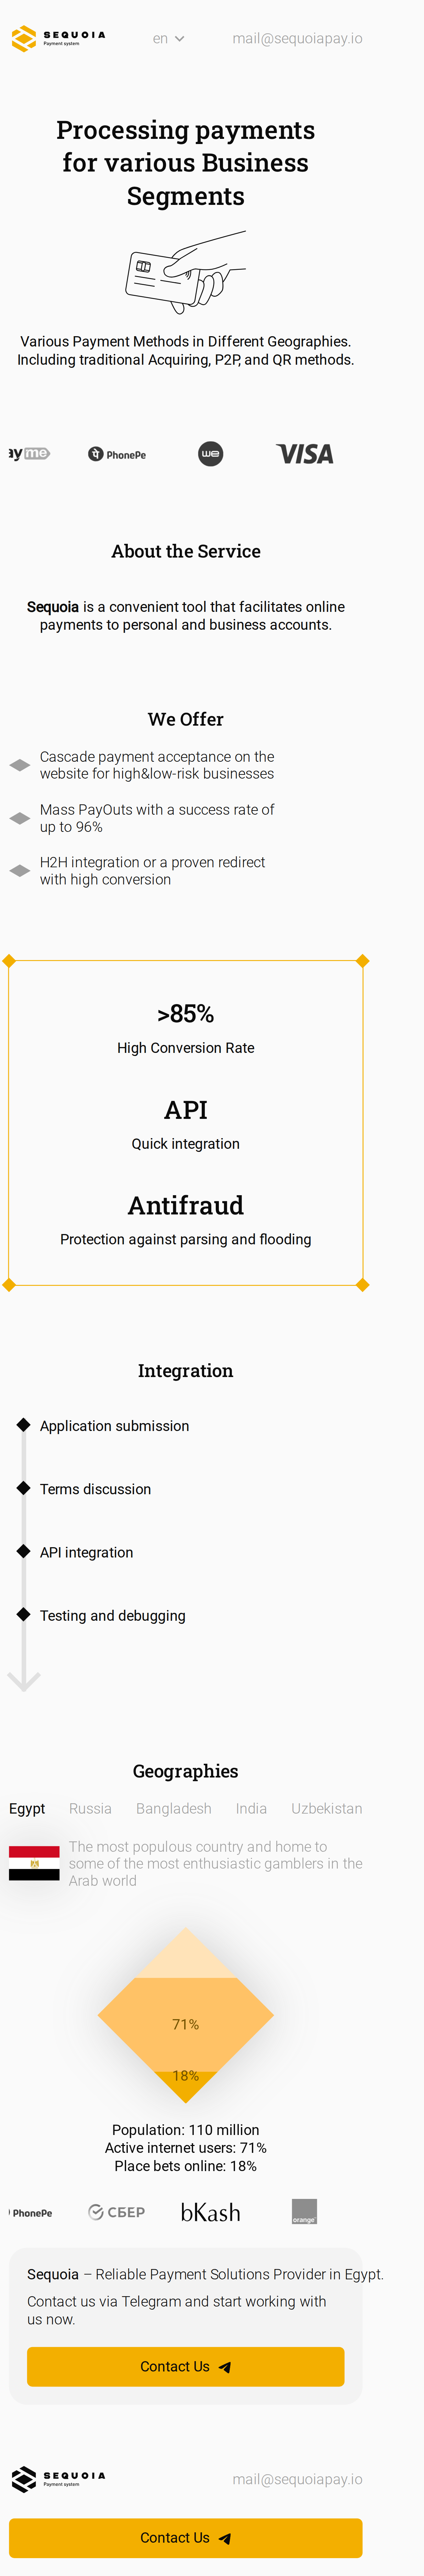 SEQUOIA
Payment system
en
mail@sequoiapay.io
Processing payments
for various Business
Segments
Various Payment Methods in Different Geographies.
Including traditional Acquiring, P2P, and QR methods.
ay me
PhonePe
we
VISA
About the Service
Sequoia is a convenient tool that facilitates online
payments to personal and business accounts.
We Offer
Cascade payment acceptance on the
website for high&low-risk businesses
Mass PayOuts with a success rate of
up to 96%
H2H integration or a proven redirect
with high conversion
>85%
High Conversion Rate
API
Quick integration
Antifraud
Protection against parsing and flooding
Integration
Application submission
Terms discussion
API integration
Testing and debugging
Geographies
Egypt Russia Bangladesh India Uzbekistan
The most populous country and home to
some of the most enthusiastic gamblers in the
Arab world
71%
18%
Population: 110 million
Active internet users: 71%
Place bets online: 18%
PhonePe
СБЕР
bKash
orange
Sequoia – Reliable Payment Solutions Provider in Egypt.
Contact us via Telegram and start working with
us now.
Contact Us
SEQUOIA
Payment system
mail@sequoiapay.io
Contact Us